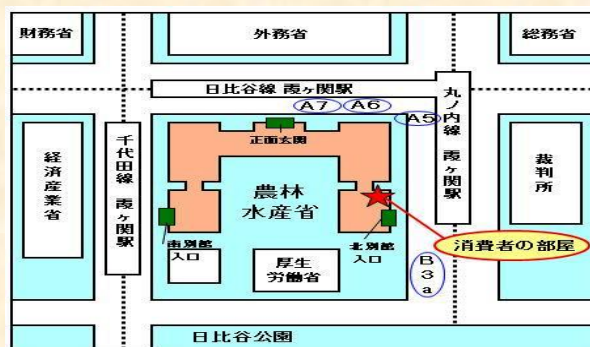 財務省
外務省
総務省
日比谷線 霞ヶ関駅
A7
A6
A5
丸ノ内線 霞ヶ関駅
千代田線 霞ヶ関駅
正面玄関
経済産業省
農林
水産省
裁判所
消費者の部屋
南別館
入口
北別館
入口
厚生
労働省
B3a
日比谷公園